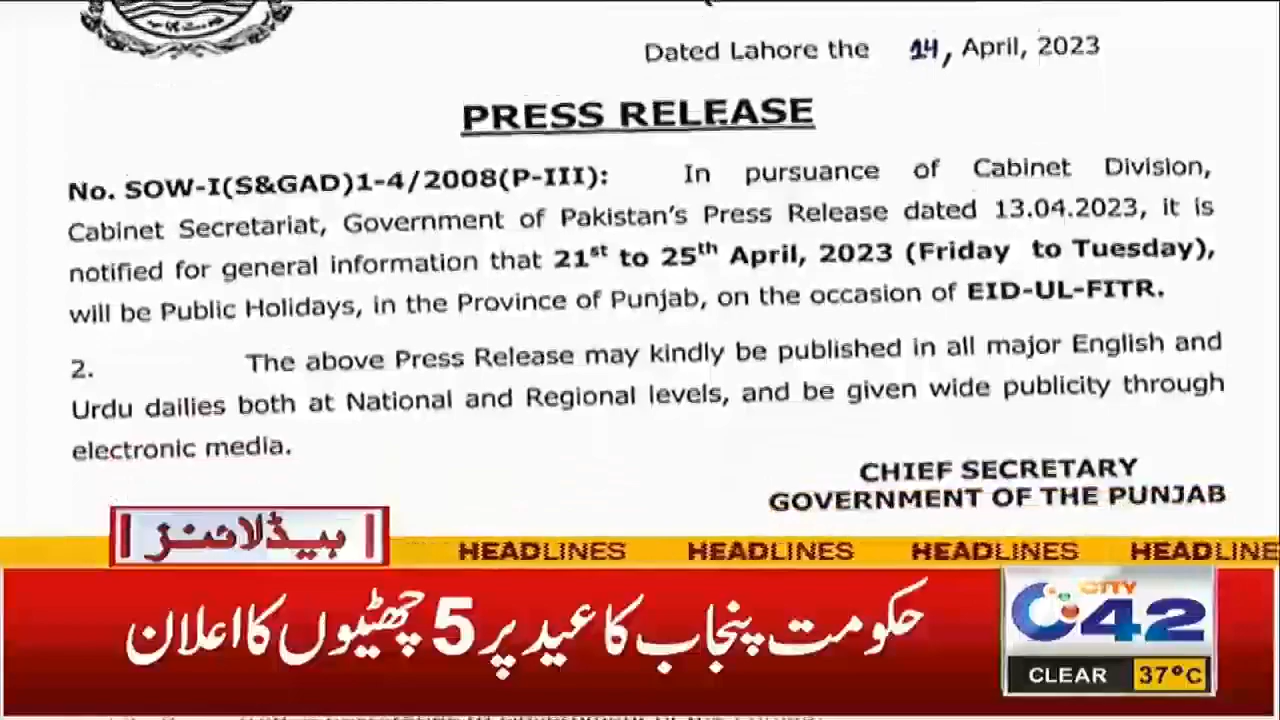 Dated Lahore the 14, April, 2023
PRESS RELEASE
No. SOW-I(S&GAD)1-4/2008(P-III): In pursuance of Cabinet Division,
Cabinet Secretariat, Government of Pakistan's Press Release dated 13.04.2023, it is
notified for general information that 21st to 25th April, 2023 (Friday to Tuesday),
will be Public Holidays, in the Province of Punjab, on the occasion of EID-UL-FITR.
2. The above Press Release may kindly be published in all major English and
Urdu dailies both at National and Regional levels, and be given wide publicity through
electronic media.
CHIEF SECRETARY
GOVERNMENT OF THE PUNJAB
ہیڈلائنز
HEADLINES HEADLINES HEADLINES HEADLINE
حکومت پنجاب کا عید پر 5 چھٹیوں کا اعلان
CITY
42
CLEAR 37°C